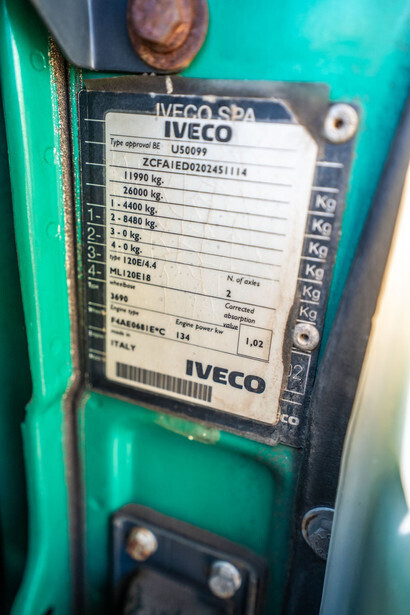 IVECO SPA
IVECO
Type approval BE U50099
ZCFA1ED0202451114
11990 kg.
26000 kg. Kg
1- 1 - 4400 kg. Kg
2- 2 - 8480 kg. Kg
3- 3 - 0 kg. Kg
4- 4 - 0 kg. Kg
type 120E/4.4 N. of axles Kg
ML120E18 2 Kg
wheelbase Corrected
3690 absorption
Engine type Engine power kw value 1,02
F4AE0681E*C 134
made in
ITALY
IVECO